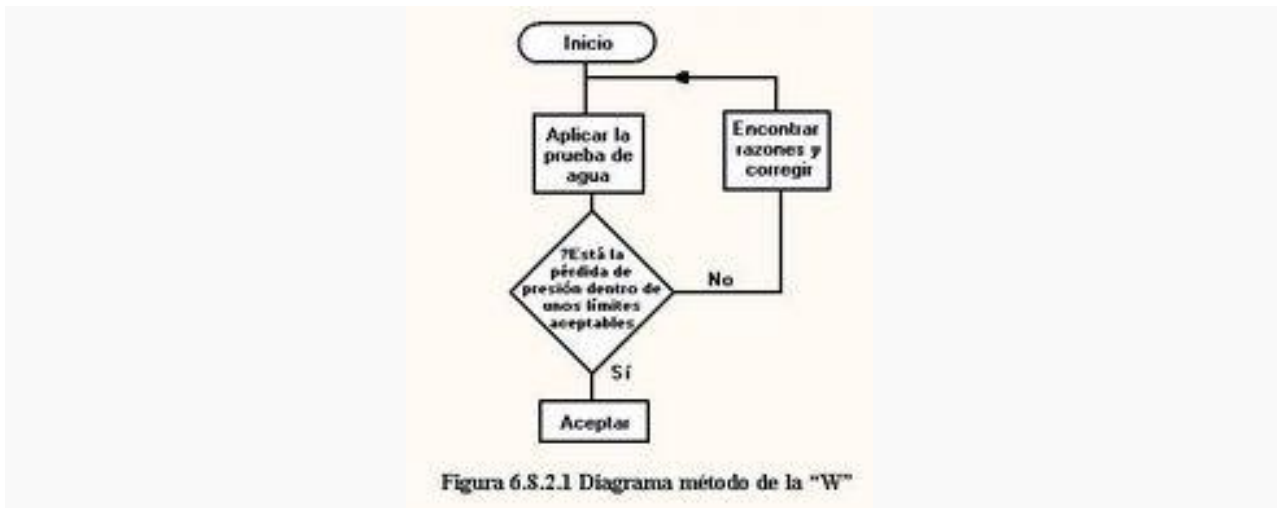 Inicio
Aplicar la
prueba de
agua
Encontrar
razones y
corregir
?Está la
pérdida de
presión dentro de
unos límites
aceptables
No
Sí
Aceptar
Figura 6.8.2.1 Diagrama método de la “W”